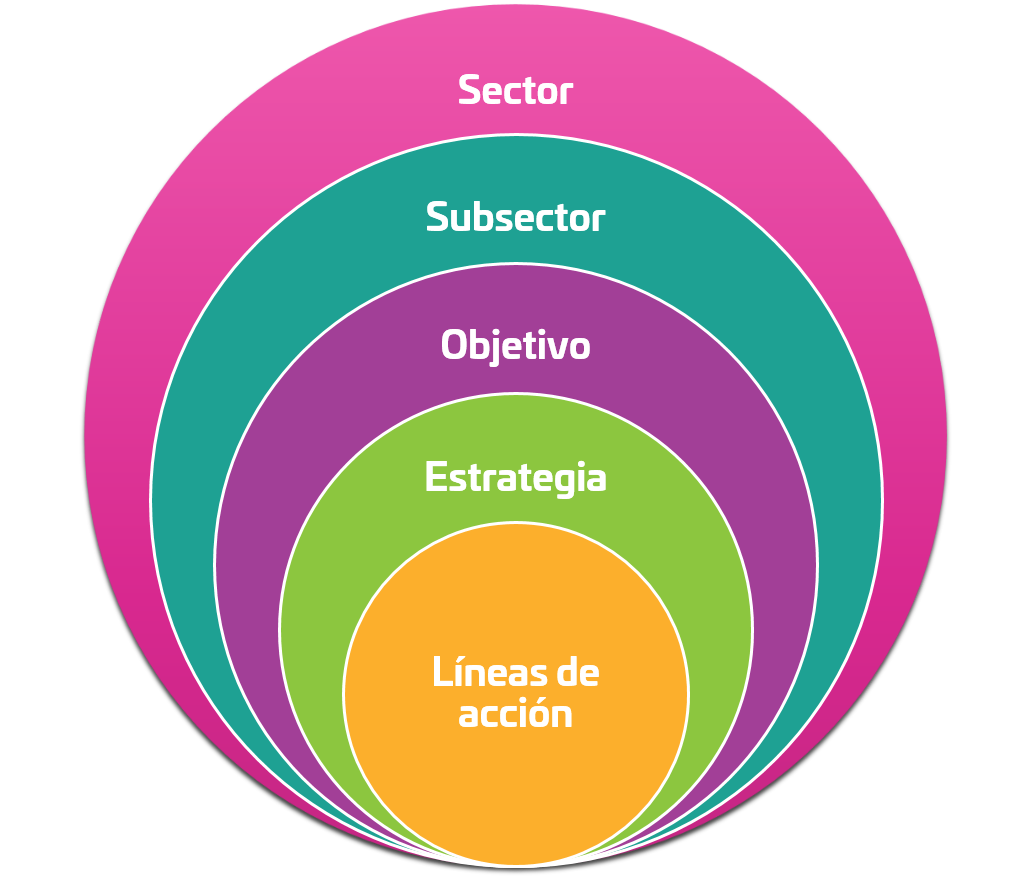 Sector
Subsector
Objetivo
Estrategia
Líneas de
acción